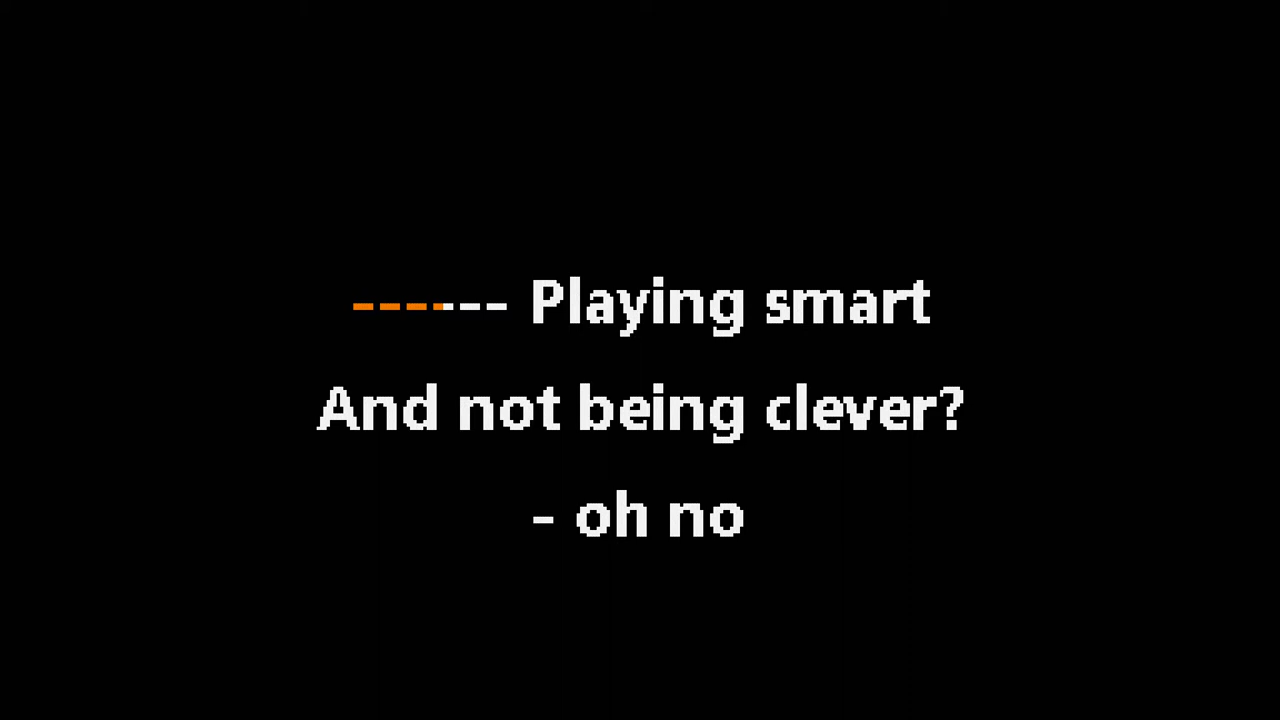 ------ Playing smart
And not being clever?
- oh no